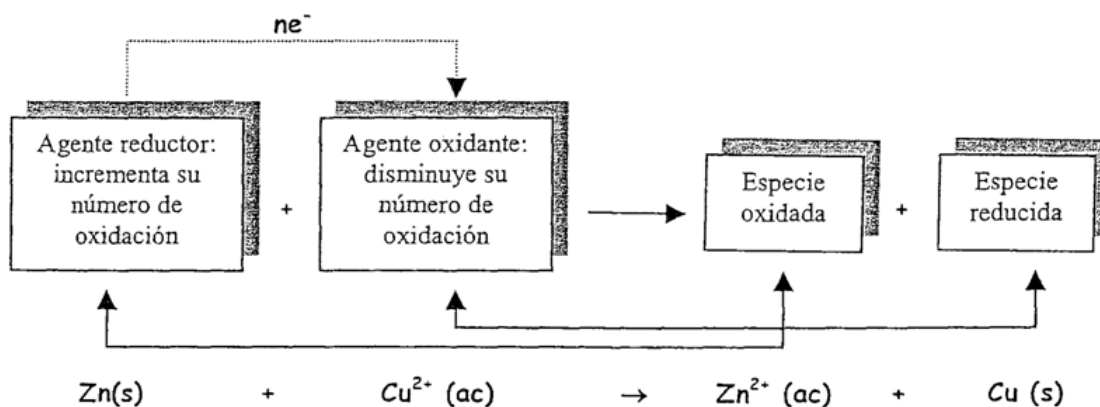 ne⁻
Agente reductor:
incrementa su
número de
oxidación
+
Agente oxidante:
disminuye su
número de
oxidación
Especie
oxidada
+
Especie
reducida
Zn(s) + Cu²⁺ (ac) → Zn²⁺ (ac) + Cu (s)